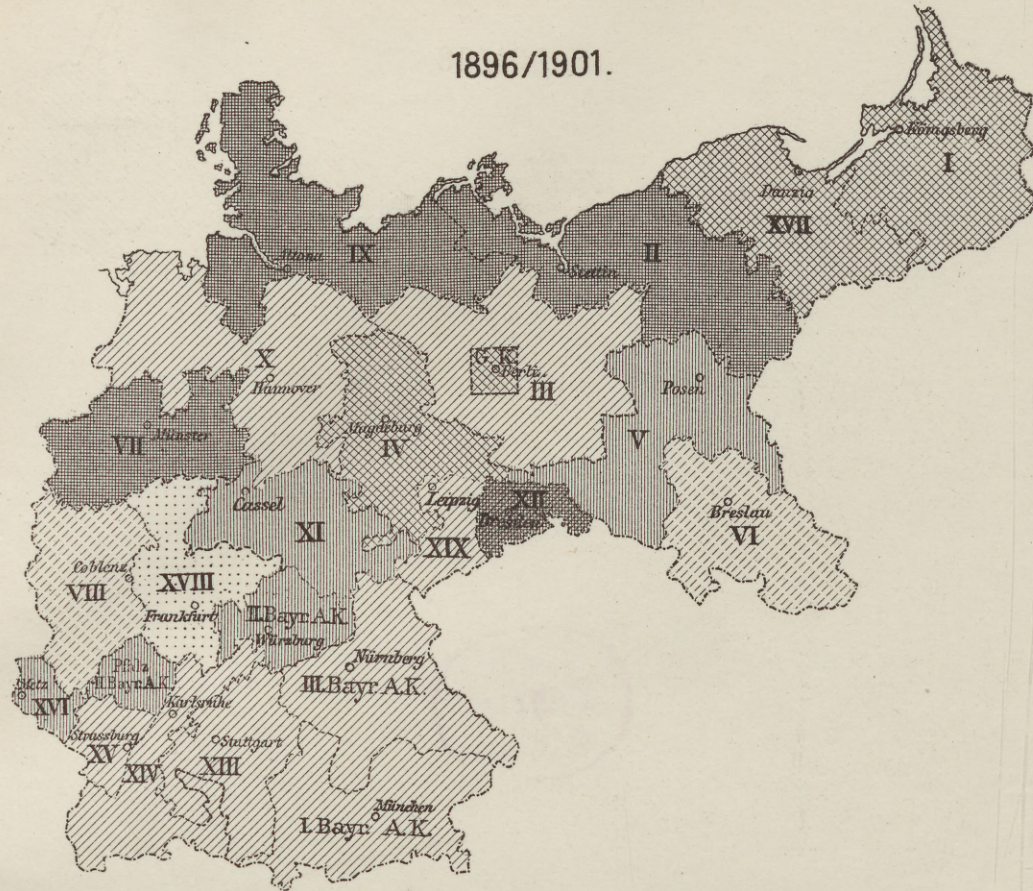 1896/1901.
Königsberg
I
Danzig
XVII
IX
Altona
II
Stettin
X
Hannover
G.K.
Berlin
III
Posen
V
VII
Münster
Magdeburg
IV
Cassel
XI
Leipzig
XIX
XII
Dresden
Breslau
VI
Coblenz
VIII
XVIII
Frankfurt
II.Bayr.A.K.
Würzburg
Nürnberg
III.Bayr.A.K.
Metz
XVI
Pfalz
II.Bayr.A.K.
Karlsruhe
Strassburg
XV
XIV
Stuttgart
XIII
München
I.Bayr. A.K.